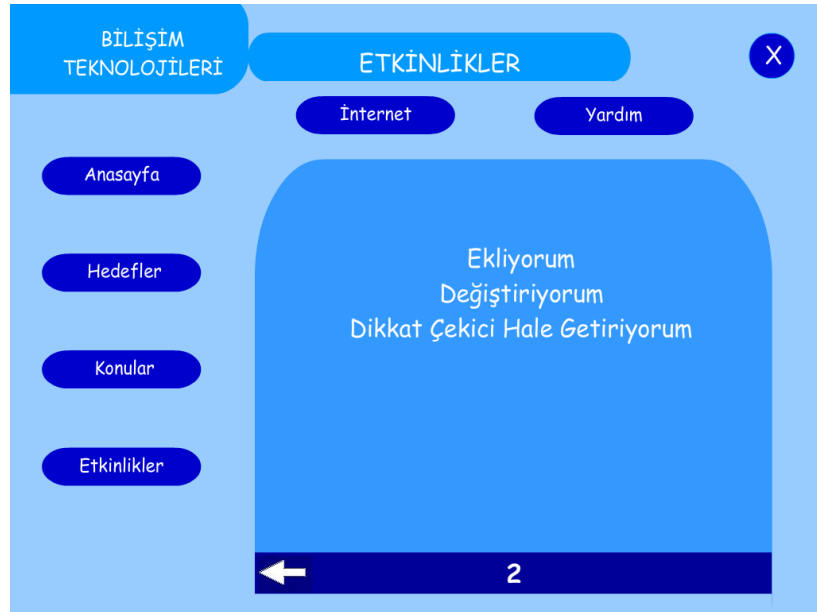 BİLİŞİM
TEKNOLOJİLERİ
ETKİNLİKLER
X
İnternet
Yardım
Anasayfa
Hedefler
Konular
Etkinlikler
Ekliyorum
Değiştiriyorum
Dikkat Çekici Hale Getiriyorum
2